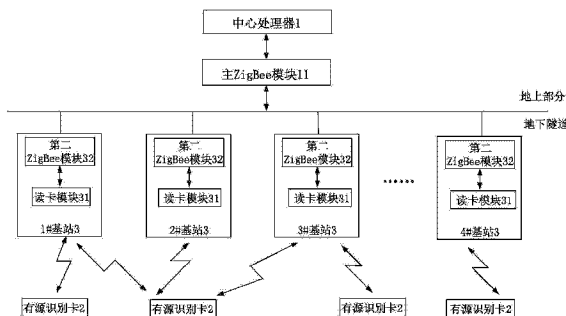 中心处理器1
主ZigBee模块11
地上部分
地下隧道
第二
ZigBee模块32
读卡模块31
1#基站3
第二
ZigBee模块32
读卡模块31
2#基站3
第二
ZigBee模块32
读卡模块31
3#基站3
……
第二
ZigBee模块32
读卡模块31
4#基站3
有源识别卡2
有源识别卡2
有源识别卡2
有源识别卡2